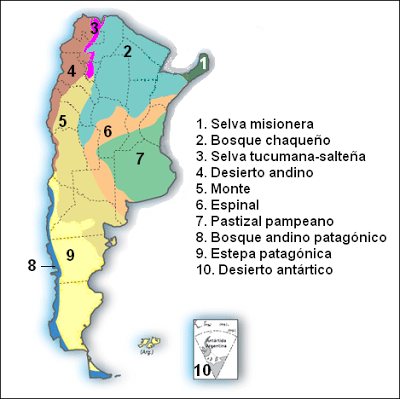 3
2
1
4
5
6
7
1. Selva misionera
2. Bosque chaqueño
3. Selva tucumana-salteña
4. Desierto andino
5. Monte
6. Espinal
7. Pastizal pampeano
8. Bosque andino patagónico
9. Estepa patagónica
10. Desierto antártico
9
8
(Arg.)
Antártida
Argentina
10